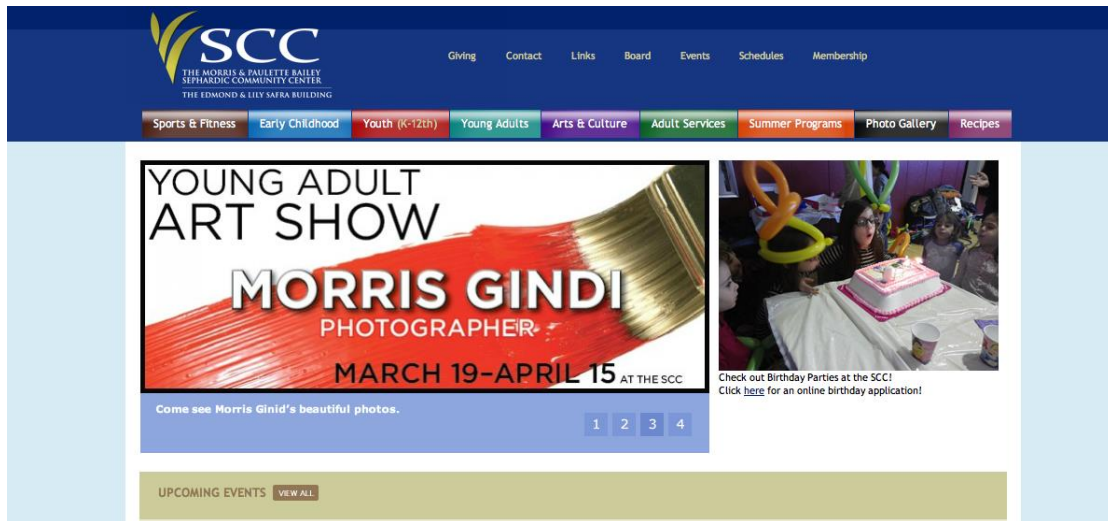 SCC
THE MORRIS & PAULETTE BAILEY
SEPHARDIC COMMUNITY CENTER
THE EDMOND & LILY SAFRA BUILDING
Giving Contact Links Board Events Schedules Membership
Sports & Fitness Early Childhood Youth (K-12th) Young Adults Arts & Culture Adult Services Summer Programs Photo Gallery Recipes
YOUNG ADULT
ART SHOW
MORRIS GINDI
PHOTOGRAPHER
MARCH 19-APRIL 15 AT THE SCC
Come see Morris Ginid's beautiful photos.
1 2 3 4
Check out Birthday Parties at the SCC!
Click here for an online birthday application!
UPCOMING EVENTS VIEW ALL